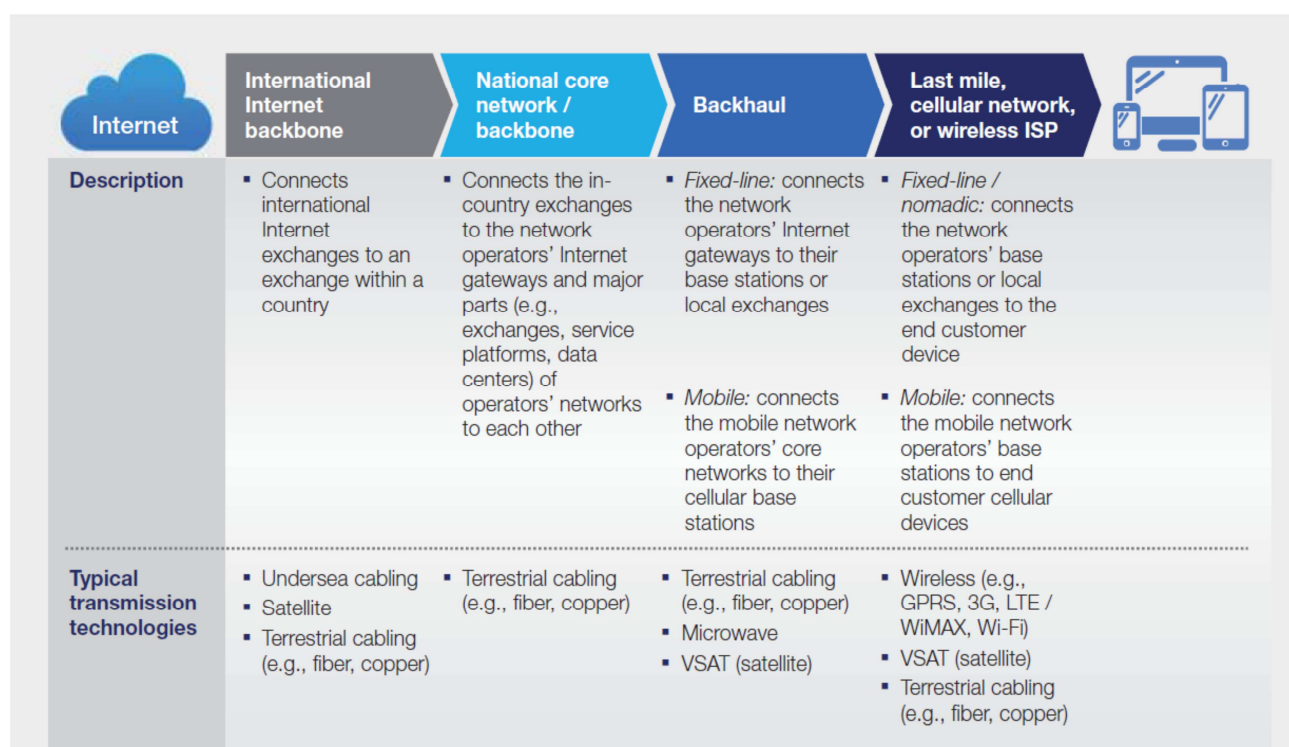 Internet
International
Internet
backbone
National core
network /
backbone
Backhaul
Last mile,
cellular network,
or wireless ISP
Description
▪ Connects
international
Internet
exchanges to an
exchange within a
country
▪ Connects the in-
country exchanges
to the network
operators’ Internet
gateways and major
parts (e.g.,
exchanges, service
platforms, data
centers) of
operators’ networks
to each other
▪ Fixed-line: connects
the network
operators’ Internet
gateways to their
base stations or
local exchanges
▪ Mobile: connects
the mobile network
operators’ core
networks to their
cellular base
stations
▪ Fixed-line /
nomadic: connects
the network
operators’ base
stations or local
exchanges to the
end customer
device
▪ Mobile: connects
the mobile network
operators’ base
stations to end
customer cellular
devices
Typical
transmission
technologies
▪ Undersea cabling
▪ Satellite
▪ Terrestrial cabling
(e.g., fiber, copper)
▪ Terrestrial cabling
(e.g., fiber, copper)
▪ Terrestrial cabling
(e.g., fiber, copper)
▪ Microwave
▪ VSAT (satellite)
▪ Wireless (e.g.,
GPRS, 3G, LTE /
WiMAX, Wi-Fi)
▪ VSAT (satellite)
▪ Terrestrial cabling
(e.g., fiber, copper)